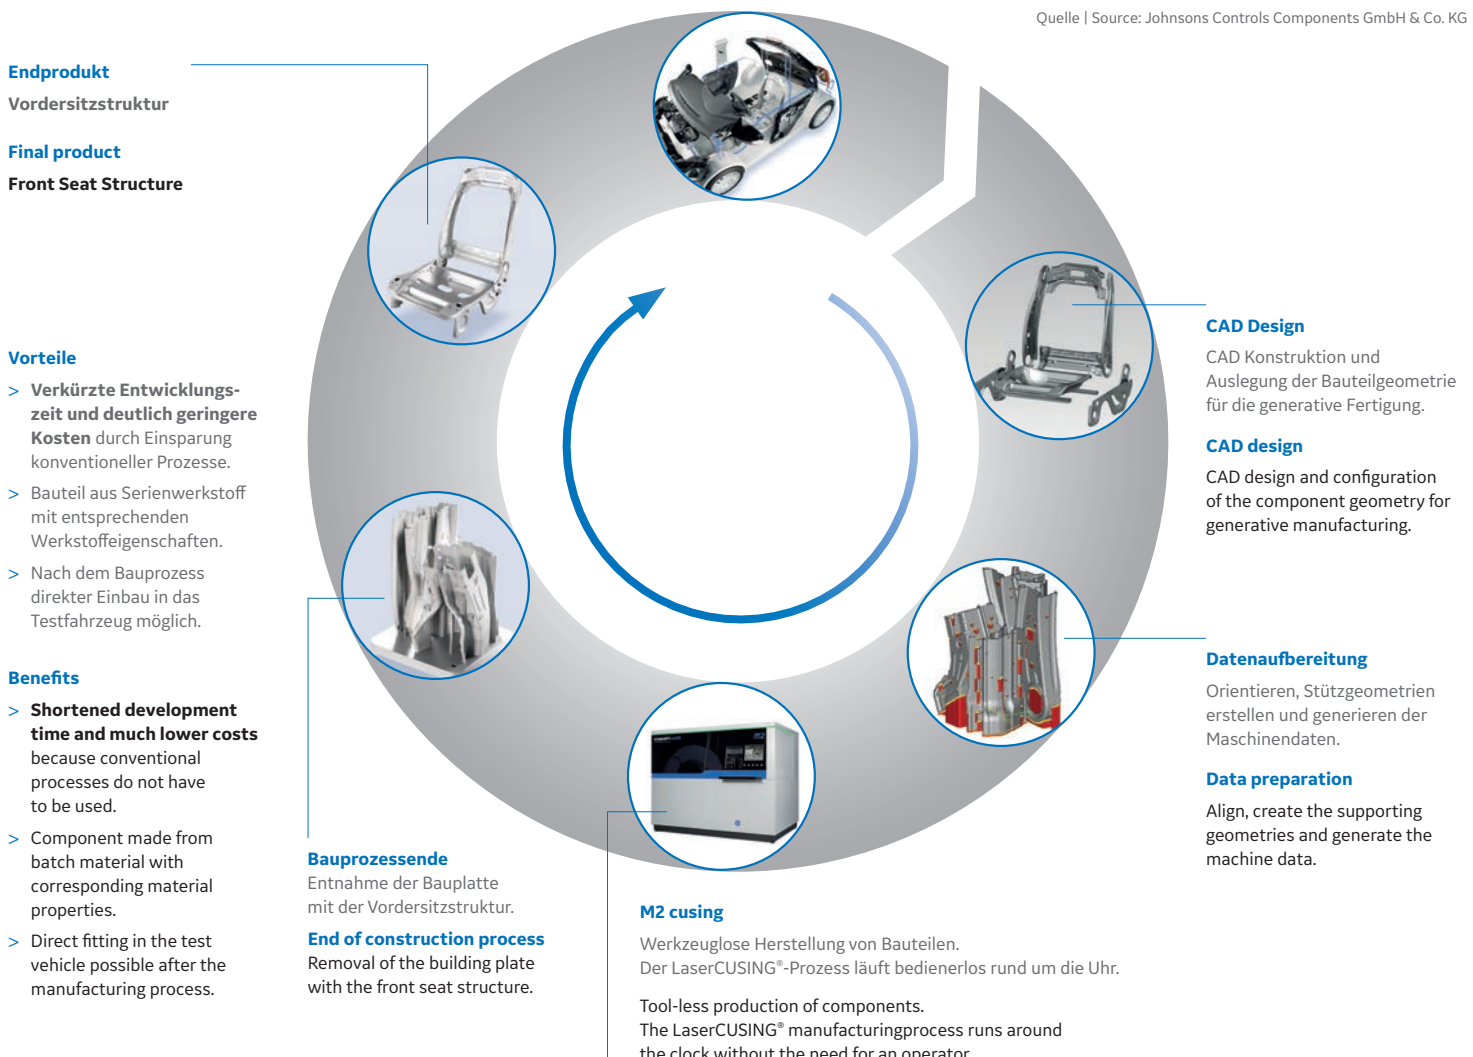 Quelle | Source: Johnsons Controls Components GmbH & Co. KG
Endprodukt
Vordersitzstruktur
Final product
Front Seat Structure
Vorteile
> Verkürzte Entwicklungs-
zeit und deutlich geringere
Kosten durch Einsparung
konventioneller Prozesse.
> Bauteil aus Serienwerkstoff
mit entsprechenden
Werkstoffeigenschaften.
> Nach dem Bauprozess
direkter Einbau in das
Testfahrzeug möglich.
Benefits
> Shortened development
time and much lower costs
because conventional
processes do not have
to be used.
> Component made from
batch material with
corresponding material
properties.
> Direct fitting in the test
vehicle possible after the
manufacturing process.
Bauprozessende
Entnahme der Bauplatte
mit der Vordersitzstruktur.
End of construction process
Removal of the building plate
with the front seat structure.
M2 cusing
Werkzeuglose Herstellung von Bauteilen.
Der LaserCUSING®-Prozess läuft bedienerlos rund um die Uhr.
Tool-less production of components.
The LaserCUSING® manufacturingprocess runs around
the clock without the need for an operator
CAD Design
CAD Konstruktion und
Auslegung der Bauteilgeometrie
für die generative Fertigung.
CAD design
CAD design and configuration
of the component geometry for
generative manufacturing.
Datenaufbereitung
Orientieren, Stützgeometrien
erstellen und generieren der
Maschinendaten.
Data preparation
Align, create the supporting
geometries and generate the
machine data.